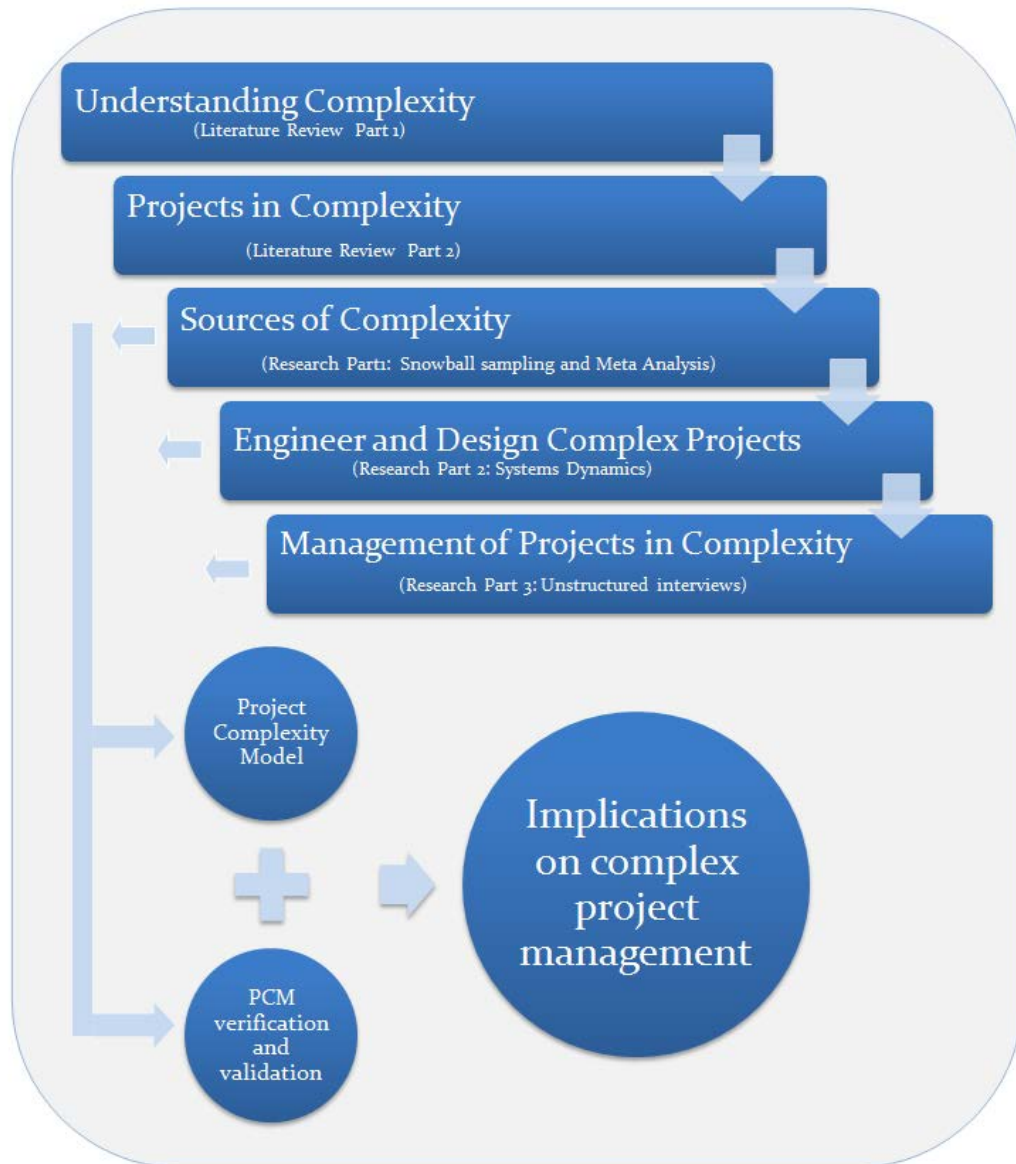 Understanding Complexity
(Literature Review Part 1)
Projects in Complexity
(Literature Review Part 2)
Sources of Complexity
(Research Part1: Snowball sampling and Meta Analysis)
Engineer and Design Complex Projects
(Research Part 2: Systems Dynamics)
Management of Projects in Complexity
(Research Part 3: Unstructured interviews)
Project
Complexity
Model
Implications
on complex
project
management
PCM
verification
and
validation